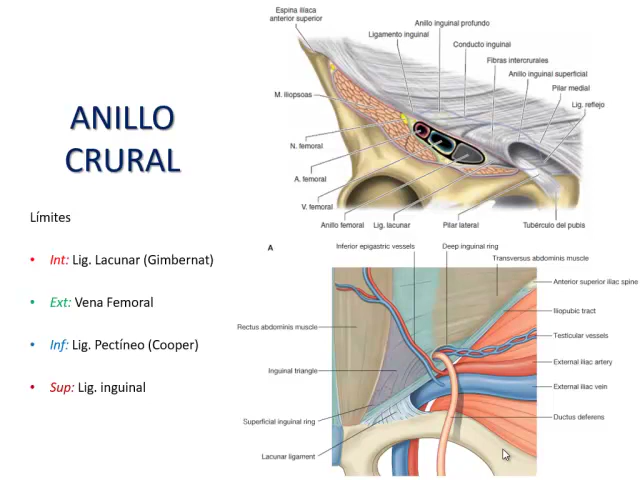 ANILLO
CRURAL
Límites
• Int: Lig. Lacunar (Gimbernat)
• Ext: Vena Femoral
• Inf: Lig. Pectíneo (Cooper)
• Sup: Lig. inguinal
Espina ilíaca
anterior superior
Anillo inguinal profundo
Ligamento inguinal
Conducto inguinal
Fibras intercrurales
Anillo inguinal superficial
Pilar medial
Lig. reflejo
M. iliopsoas
N. femoral
A. femoral
V. femoral
Anillo femoral
Lig. lacunar
Pilar lateral
Tubérculo del pubis
A
Inferior epigastric vessels
Deep inguinal ring
Transversus abdominis muscle
Anterior superior iliac spine
Iliopubic tract
Rectus abdominis muscle
Testicular vessels
External iliac artery
Inguinal triangle
External iliac vein
Ductus deferens
Superficial inguinal ring
Lacunar ligament